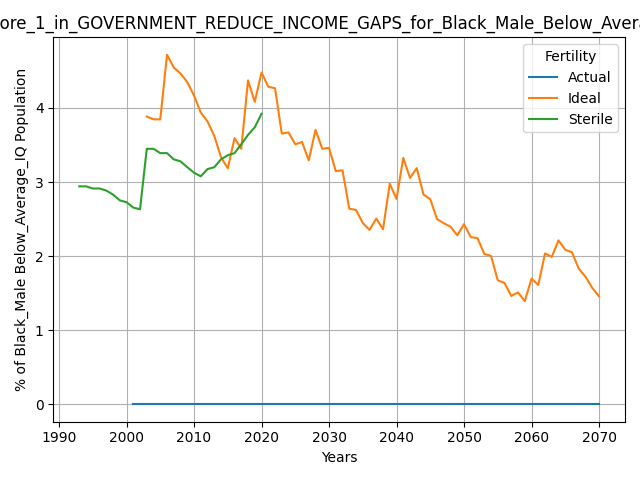 ore_1_in_GOVERNMENT_REDUCE_INCOME_GAPS_for_Black_Male_Below_Avera
% of Black_Male Below_Average_IQ Population
Fertility
Actual
Ideal
Sterile
4
3
2
1
0
1990 2000 2010 2020 2030 2040 2050 2060 2070
Years